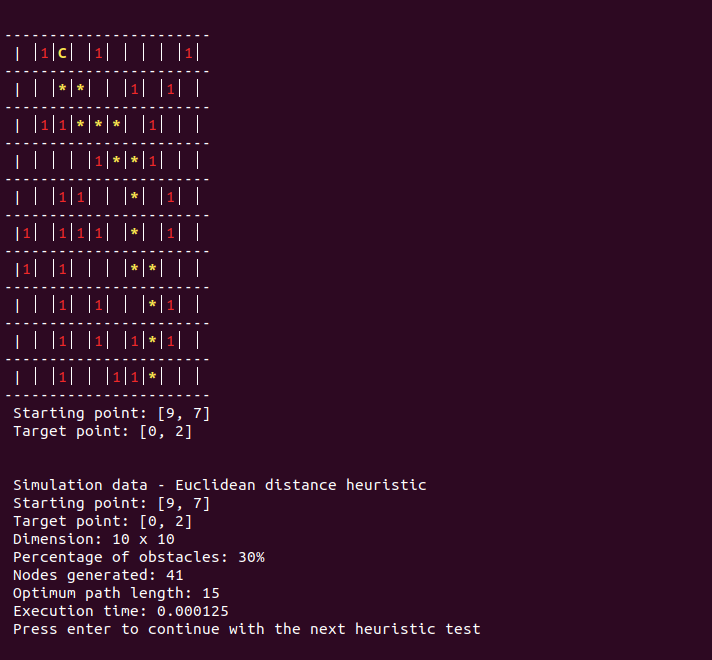 -----------------------
| |1|C| |1| | | | |1|
-----------------------
| | |*|*| | |1| |1| |
-----------------------
| |1|1|*|*|*| |1| | |
-----------------------
| | | | |1|*|*|1| | |
-----------------------
| | |1|1| | |*| |1| |
-----------------------
|1| |1|1|1| |*| |1| |
-----------------------
|1| |1| | | |*|*| | |
-----------------------
| | |1| |1| | |*|1| |
-----------------------
| | |1| |1| |1|*|1| |
-----------------------
| | |1| | |1|1|*| | |
-----------------------
Starting point: [9, 7]
Target point: [0, 2]
Simulation data - Euclidean distance heuristic
Starting point: [9, 7]
Target point: [0, 2]
Dimension: 10 x 10
Percentage of obstacles: 30%
Nodes generated: 41
Optimum path length: 15
Execution time: 0.000125
Press enter to continue with the next heuristic test